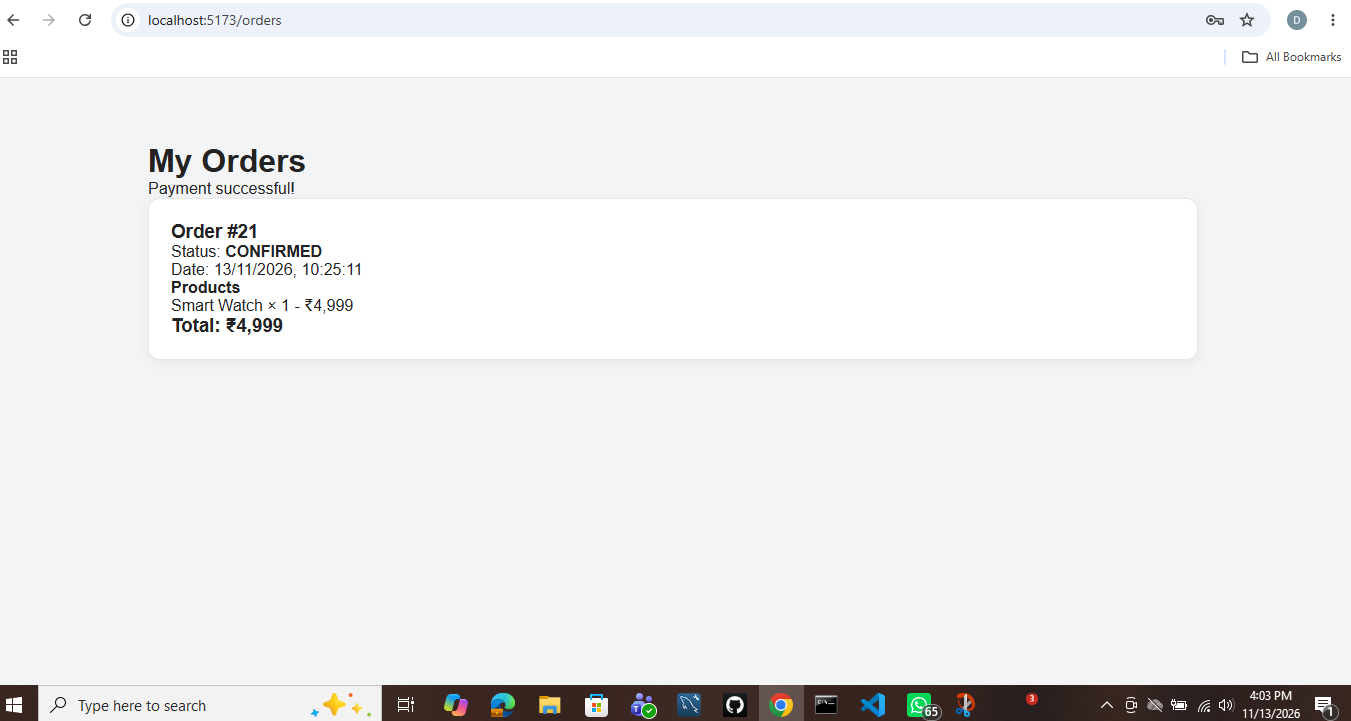 localhost:5173/orders
D
All Bookmarks
My Orders
Payment successful!
Order #21
Status: CONFIRMED
Date: 13/11/2026, 10:25:11
Products
Smart Watch × 1 - ₹4,999
Total: ₹4,999
Type here to search
65
3
4:03 PM
11/13/2026
1